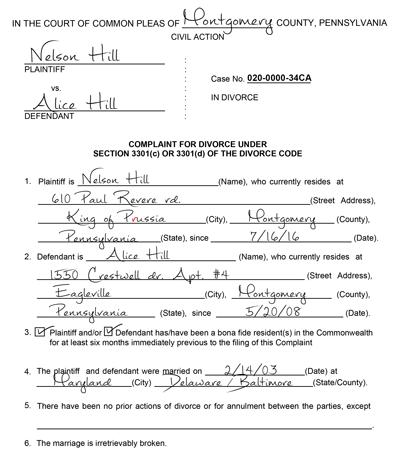 IN THE COURT OF COMMON PLEAS OF Montgomery COUNTY, PENNSYLVANIA
CIVIL ACTION
Nelson Hill
PLAINTIFF
Case No. 020-0000-34CA
vs.
IN DIVORCE
Alice Hill
DEFENDANT
COMPLAINT FOR DIVORCE UNDER
SECTION 3301(c) OR 3301(d) OF THE DIVORCE CODE
1. Plaintiff is Nelson Hill (Name), who currently resides at
610 Paul Revere rd. (Street Address),
King of Prussia (City), Montgomery (County),
Pennsylvania (State), since 7/16/16 (Date).
2. Defendant is Alice Hill (Name), who currently resides at
1350 Crestwell dr. Apt. #4 (Street Address),
Eagleville (City), Montgomery (County),
Pennsylvania (State), since 5/20/08 (Date).
3. ☑ Plaintiff and/or ☑ Defendant has/have been a bona fide resident(s) in the Commonwealth
for at least six months immediately previous to the filing of this Complaint
4. The plaintiff and defendant were married on 2/14/03 (Date) at
Maryland (City) Delaware / Baltimore (State/County).
5. There have been no prior actions of divorce or for annulment between the parties, except
6. The marriage is irretrievably broken.